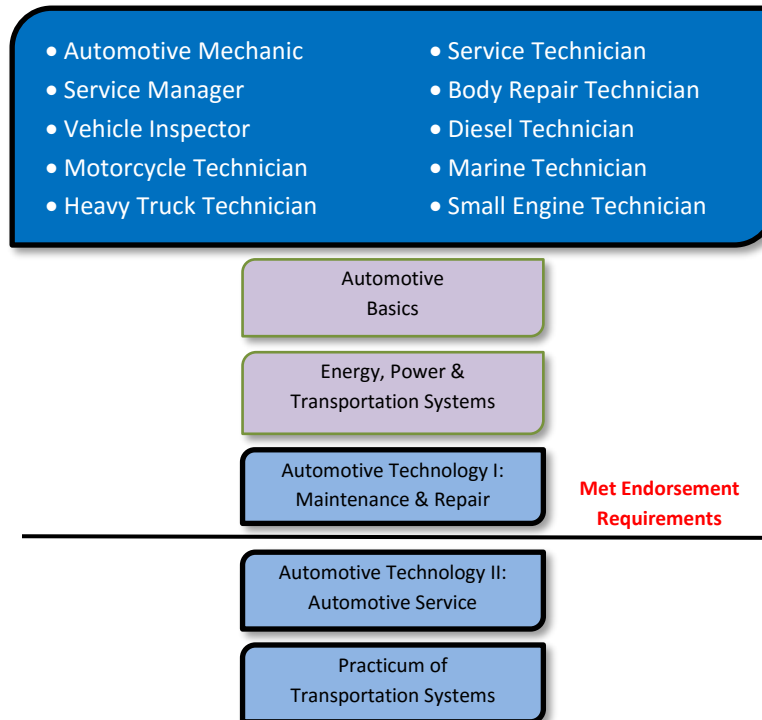 • Automotive Mechanic
• Service Manager
• Vehicle Inspector
• Motorcycle Technician
• Heavy Truck Technician
• Service Technician
• Body Repair Technician
• Diesel Technician
• Marine Technician
• Small Engine Technician
Automotive
Basics
Energy, Power &
Transportation Systems
Automotive Technology I:
Maintenance & Repair
Met Endorsement
Requirements
Automotive Technology II:
Automotive Service
Practicum of
Transportation Systems